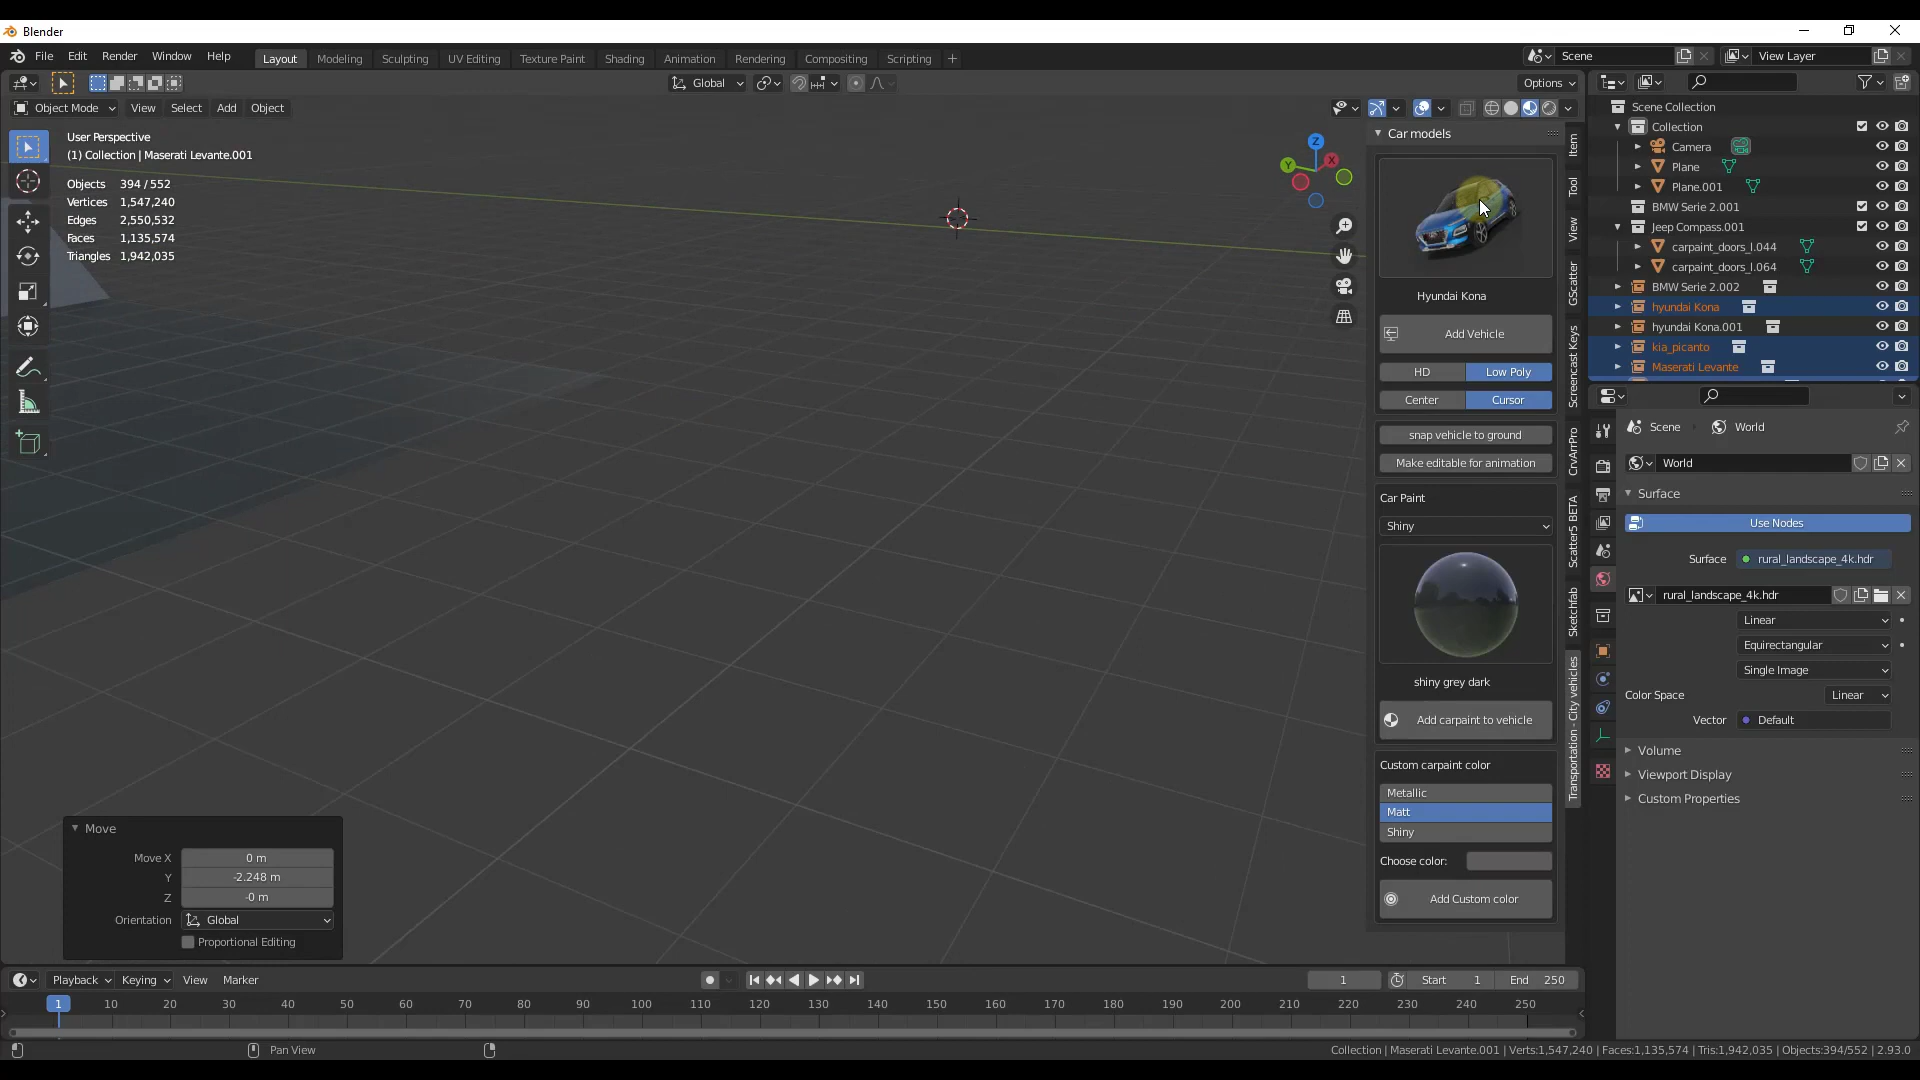 Blender
File Edit Render Window Help
Layout Modeling Sculpting UV Editing Texture Paint Shading Animation Rendering Compositing Scripting +
Scene
View Layer
Global
Options
Object Mode View Select Add Object
User Perspective
(1) Collection | Maserati Levante.001
Objects 394 / 552
Vertices 1,547,240
Edges 2,550,532
Faces 1,135,574
Triangles 1,942,035
Z
Y
X
Car models
Hyundai Kona
Add Vehicle
HD Low Poly
Center Cursor
snap vehicle to ground
Make editable for animation
Car Paint
Shiny
shiny grey dark
Add carpaint to vehicle
Custom carpaint color
Metallic
Matt
Shiny
Choose color:
Add Custom color
Item
Tool
View
GScatter
Screencast Keys
CrvArrPro
Scatter5 BETA
Sketchfab
Transportation - City vehicles
Scene Collection
Collection
Camera
Plane
Plane.001
BMW Serie 2.001
Jeep Compass.001
carpaint_doors_l.044
carpaint_doors_l.064
BMW Serie 2.002
hyundai Kona
hyundai Kona.001
kia_picanto
Maserati Levante
Scene World
World
Surface
Use Nodes
Surface rural_landscape_4k.hdr
rural_landscape_4k.hdr
Linear
Equirectangular
Single Image
Color Space Linear
Vector Default
Volume
Viewport Display
Custom Properties
Move
Move X 0 m
Y -2.248 m
Z -0 m
Orientation Global
Proportional Editing
Playback Keying View Marker
1
Start 1
End 250
1 10 20 30 40 50 60 70 80 90 100 110 120 130 140 150 160 170 180 190 200 210 220 230 240 250
Pan View
Collection | Maserati Levante.001 | Verts:1,547,240 | Faces:1,135,574 | Tris:1,942,035 | Objects:394/552 | 2.93.0